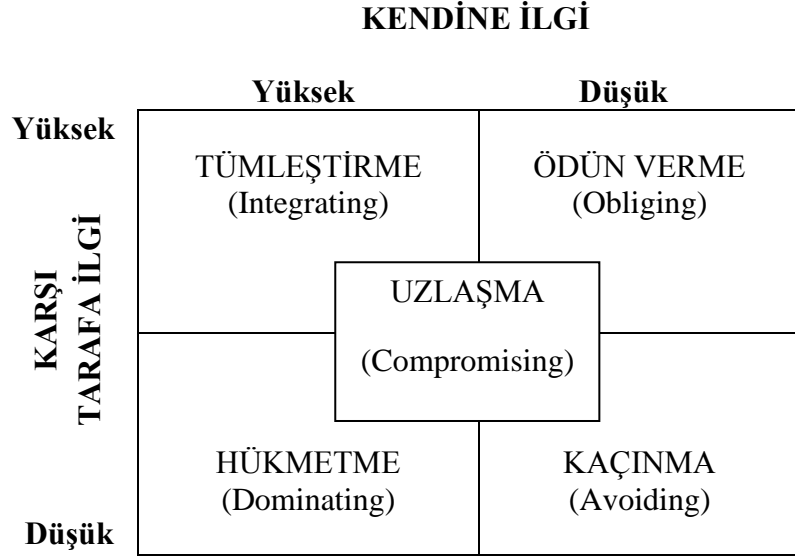 KENDİNE İLGİ
Yüksek Düşük
Yüksek
TÜMLEŞTİRME
(Integrating)
ÖDÜN VERME
(Obliging)
KARŞI
TARAFA İLGİ
UZLAŞMA
(Compromising)
HÜKMETME
(Dominating)
KAÇINMA
(Avoiding)
Düşük